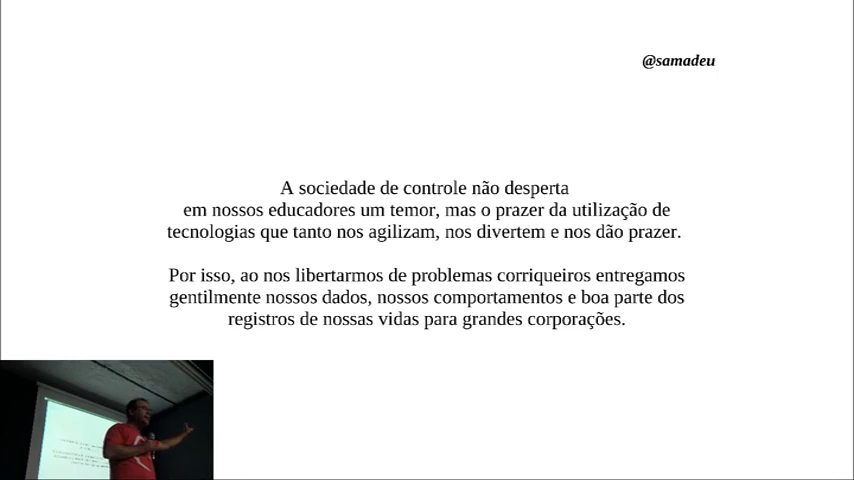 @samadeu
A sociedade de controle não desperta
em nossos educadores um temor, mas o prazer da utilização de
tecnologias que tanto nos agilizam, nos divertem e nos dão prazer.
Por isso, ao nos libertarmos de problemas corriqueiros entregamos
gentilmente nossos dados, nossos comportamentos e boa parte dos
registros de nossas vidas para grandes corporações.